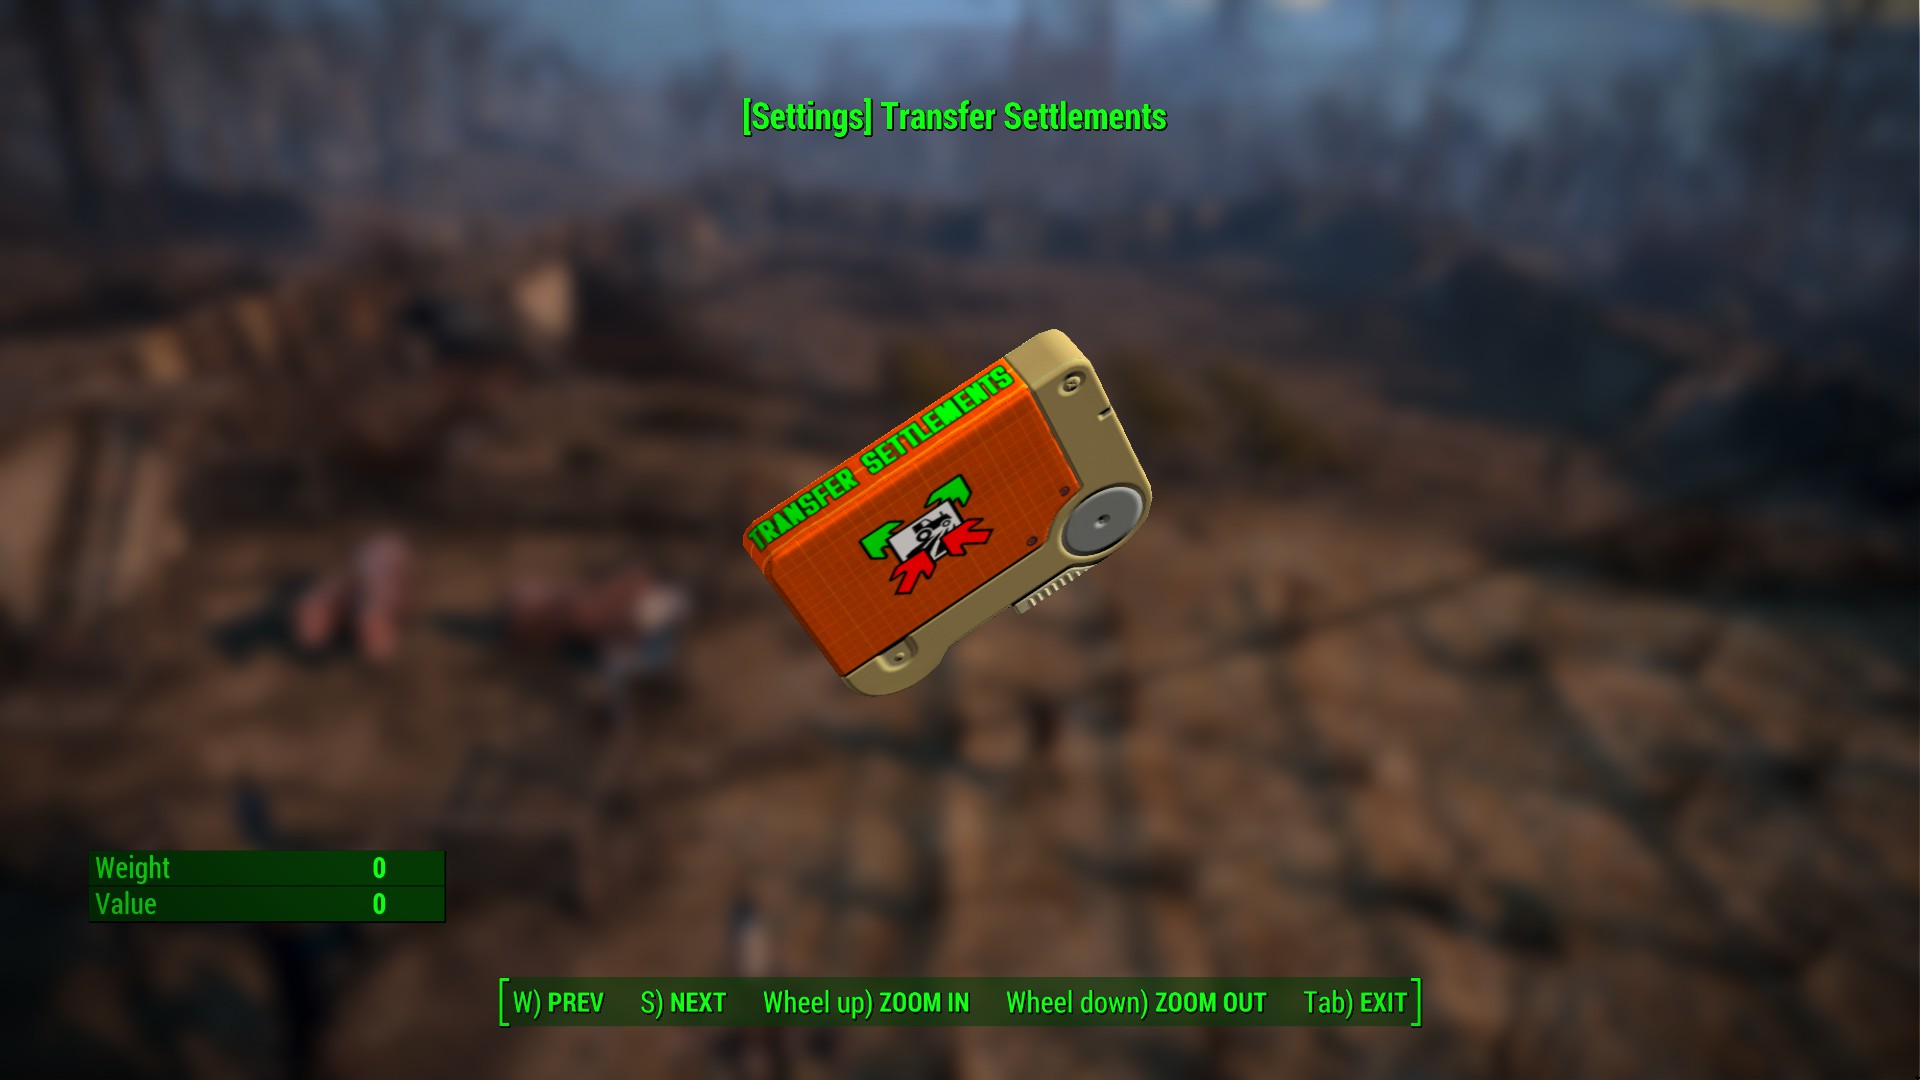 [Settings] Transfer Settlements
TRANSFER SETTLEMENTS
Weight 0
Value 0
W) PREV S) NEXT Wheel up) ZOOM IN Wheel down) ZOOM OUT Tab) EXIT